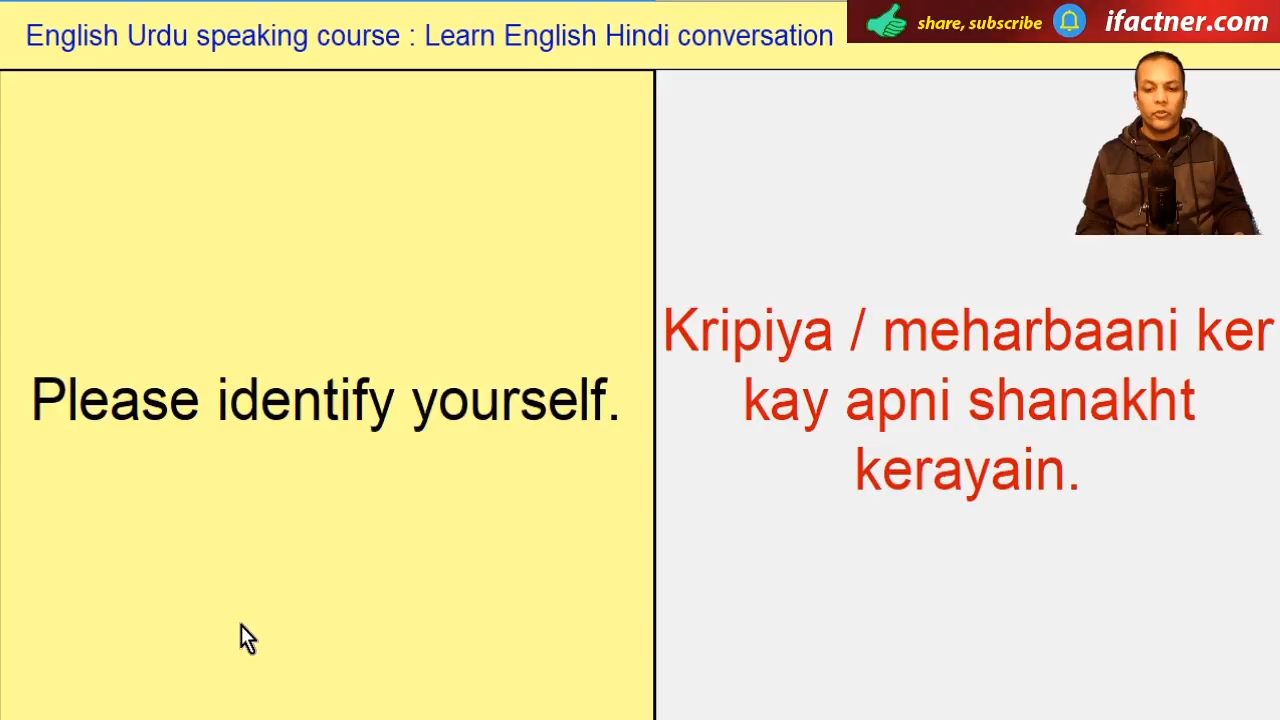 English Urdu speaking course : Learn English Hindi conversation
share, subscribe
ifactner.com
Please identify yourself.
Kripiya / meharbaani ker
kay apni shanakht
kerayain.